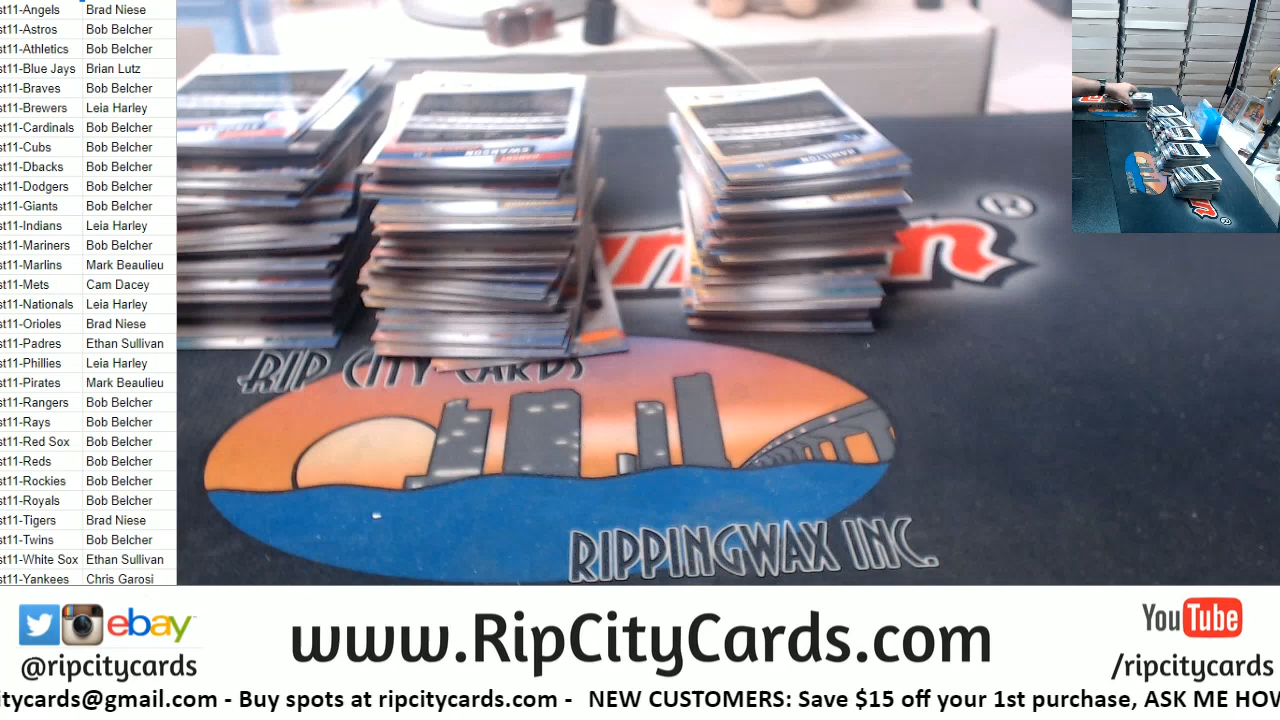 st11-Angels Brad Niese
st11-Astros Bob Belcher
st11-Athletics Bob Belcher
st11-Blue Jays Brian Lutz
st11-Braves Bob Belcher
st11-Brewers Leia Harley
st11-Cardinals Bob Belcher
st11-Cubs Bob Belcher
st11-Dbacks Bob Belcher
st11-Dodgers Bob Belcher
st11-Giants Bob Belcher
st11-Indians Leia Harley
st11-Mariners Bob Belcher
st11-Marlins Mark Beaulieu
st11-Mets Cam Dacey
st11-Nationals Leia Harley
st11-Orioles Brad Niese
st11-Padres Ethan Sullivan
st11-Phillies Leia Harley
st11-Pirates Mark Beaulieu
st11-Rangers Bob Belcher
st11-Rays Bob Belcher
st11-Red Sox Bob Belcher
st11-Reds Bob Belcher
st11-Rockies Bob Belcher
st11-Royals Bob Belcher
st11-Tigers Brad Niese
st11-Twins Bob Belcher
st11-White Sox Ethan Sullivan
st11-Yankees Chris Garosi
SWANSON
HAMILTON
®
RIP CITY CARDS
RIPPINGWAX INC.
ebay
@ripcitycards
www.RipCityCards.com
YouTube
/ripcitycards
citycards@gmail.com - Buy spots at ripcitycards.com - NEW CUSTOMERS: Save $15 off your 1st purchase, ASK ME HOW